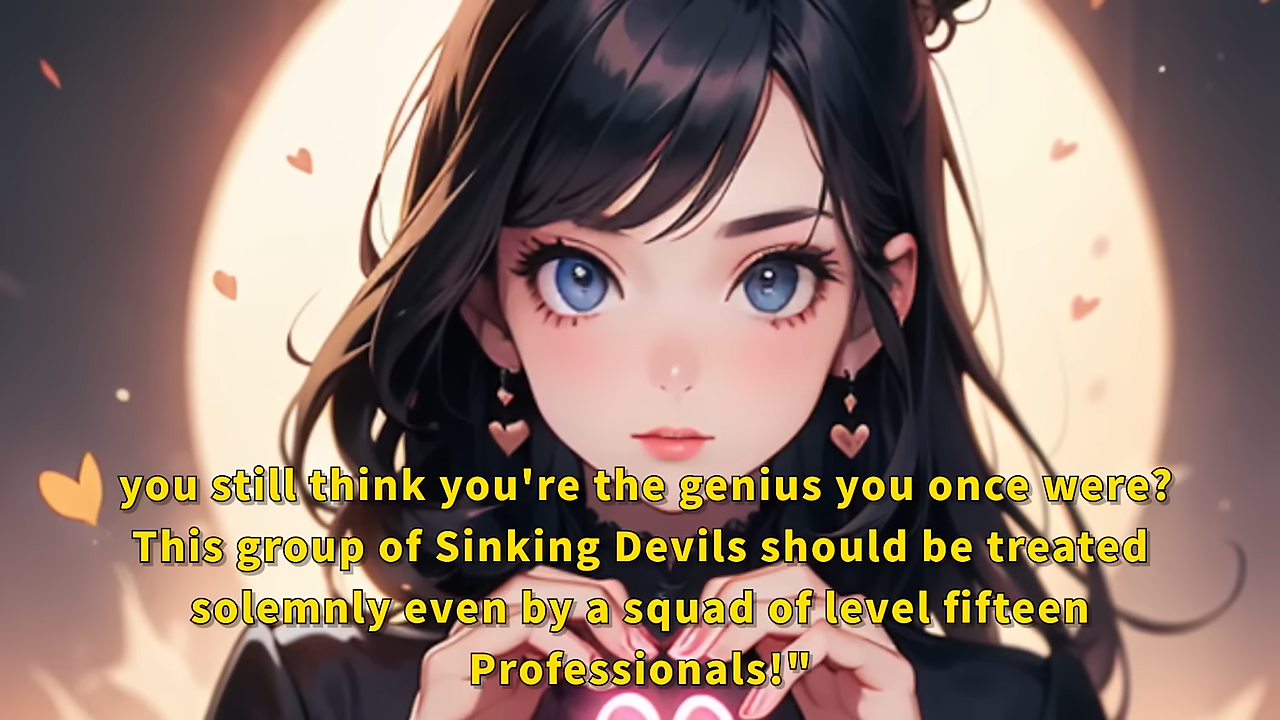 you still think you're the genius you once were?
This group of Sinking Devils should be treated
solemnly even by a squad of level fifteen
Professionals!"